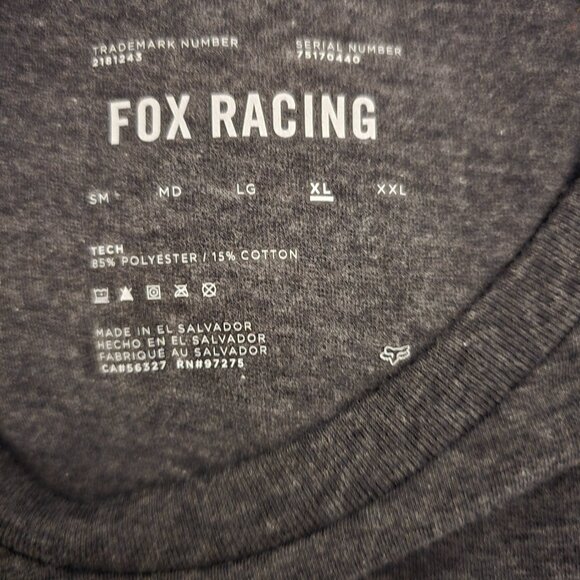 TRADEMARK NUMBER SERIAL NUMBER
2181243 75170440
FOX RACING
SM MD LG XL XXL
TECH
85% POLYESTER / 15% COTTON
MADE IN EL SALVADOR
HECHO EN EL SALVADOR
FABRIQUÉ AU SALVADOR
CA#56327 RN#97275